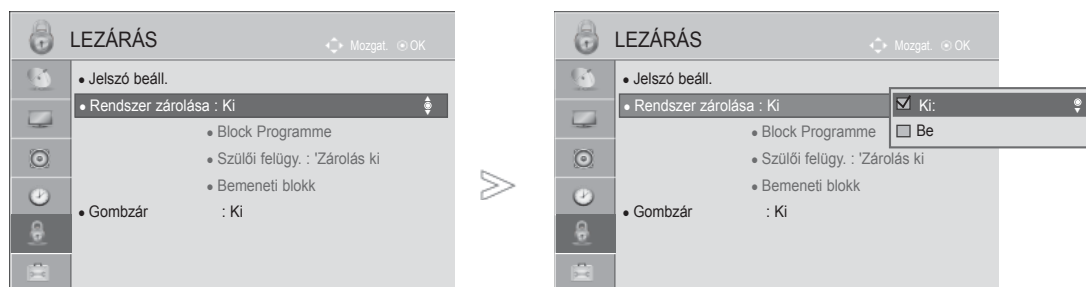 LEZÁRÁS
Mozgat. OK
• Jelszó beáll.
• Rendszer zárolása : Ki
• Block Programme
• Szülői felügy. : 'Zárolás ki
• Bemeneti blokk
• Gombzár : Ki
LEZÁRÁS
Mozgat. OK
• Jelszó beáll.
• Rendszer zárolása : Ki
Ki:
Be
• Block Programme
• Szülői felügy. : 'Zárolás ki
• Bemeneti blokk
• Gombzár : Ki